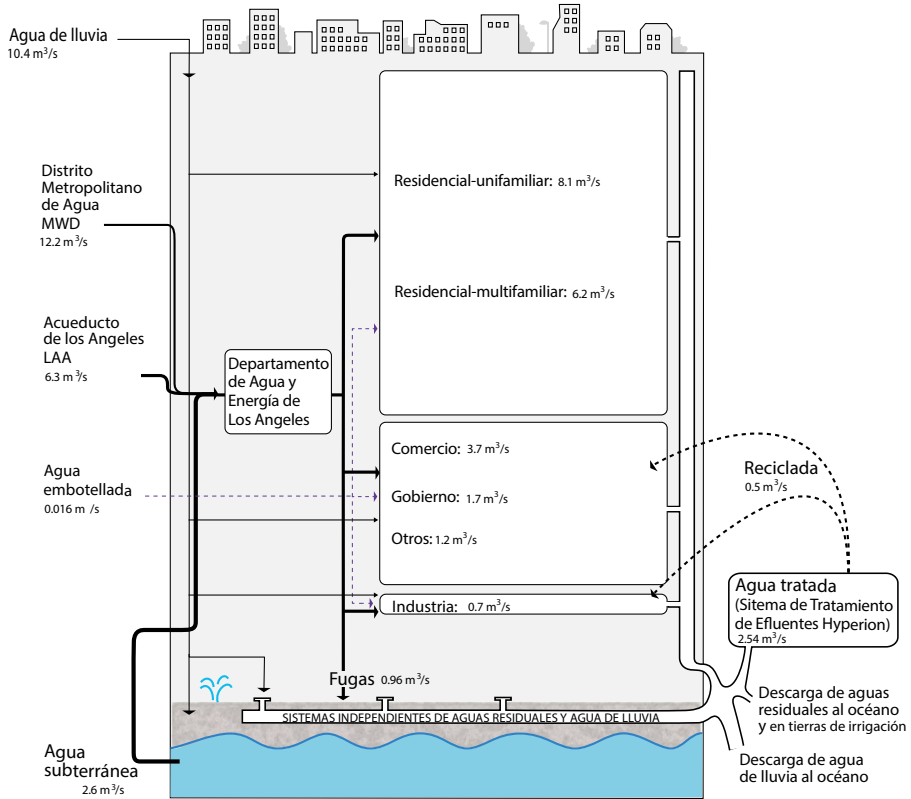 Agua de lluvia
10.4 m³/s
Distrito
Metropolitano
de Agua
MWD
12.2 m³/s
Acueducto
de los Angeles
LAA
6.3 m³/s
Agua
embotellada
0.016 m /s
Agua
subterránea
2.6 m³/s
Departamento
de Agua y
Energía de
Los Angeles
Residencial-unifamiliar: 8.1 m³/s
Residencial-multifamiliar: 6.2 m³/s
Comercio: 3.7 m³/s
Gobierno: 1.7 m³/s
Otros: 1.2 m³/s
Industria: 0.7 m³/s
Fugas 0.96 m³/s
SISTEMAS INDEPENDIENTES DE AGUAS RESIDUALES Y AGUA DE LLUVIA
Reciclada
0.5 m³/s
Agua tratada
(Sitema de Tratamiento
de Efluentes Hyperion)
2.54 m³/s
Descarga de aguas
residuales al océano
y en tierras de irrigación
Descarga de agua
de lluvia al océano